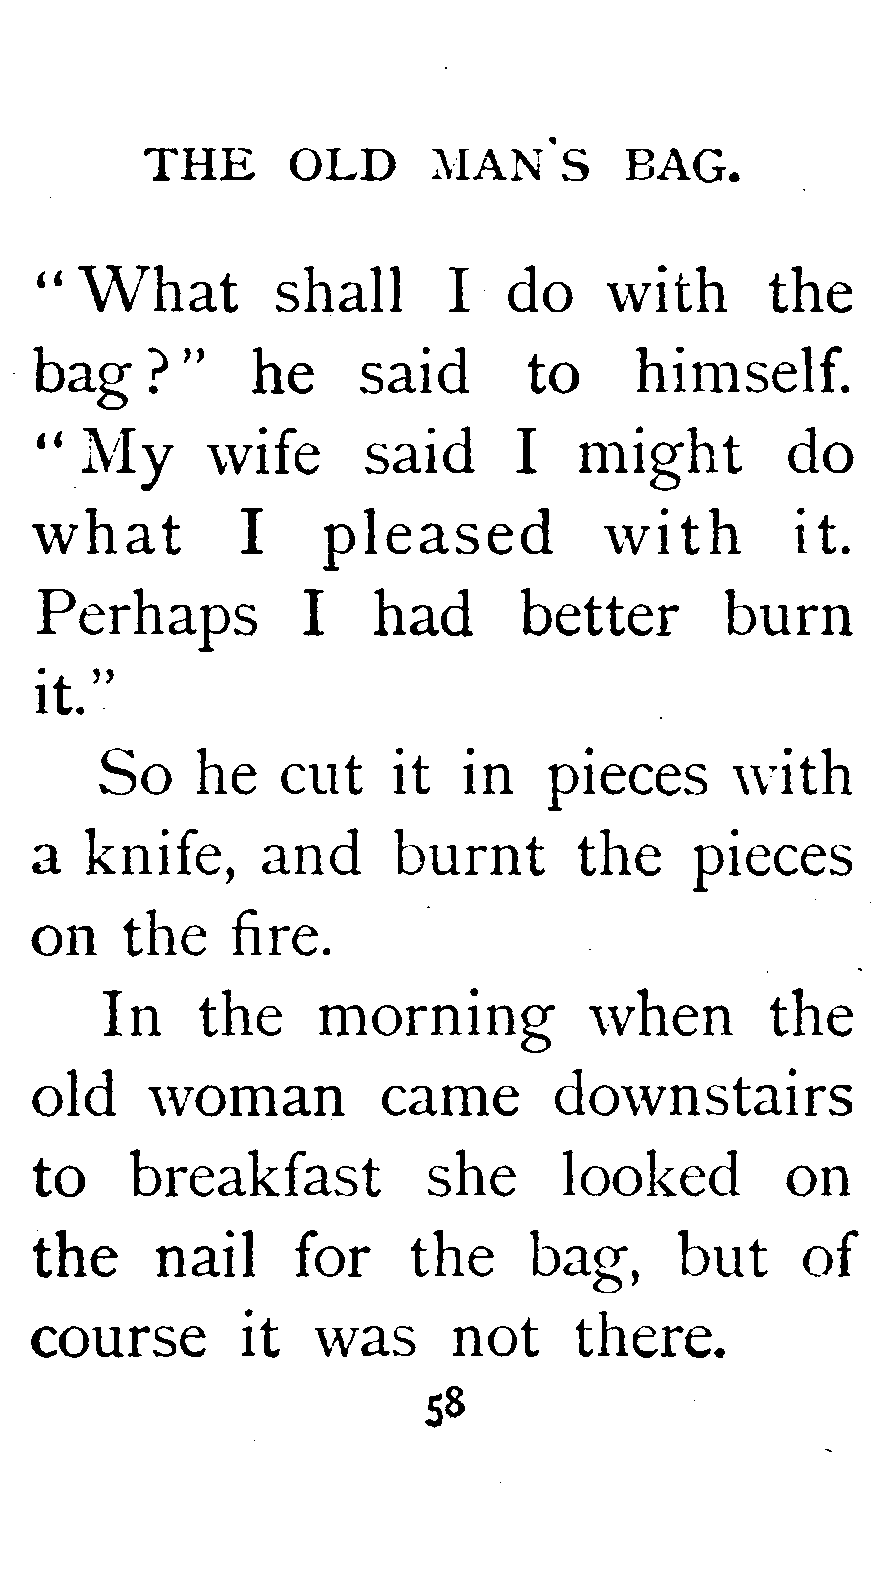 THE OLD MAN'S BAG.
"What shall I do with the
bag?" he said to himself.
"My wife said I might do
what I pleased with it.
Perhaps I had better burn
it."
So he cut it in pieces with
a knife, and burnt the pieces
on the fire.
In the morning when the
old woman came downstairs
to breakfast she looked on
the nail for the bag, but of
course it was not there.
58